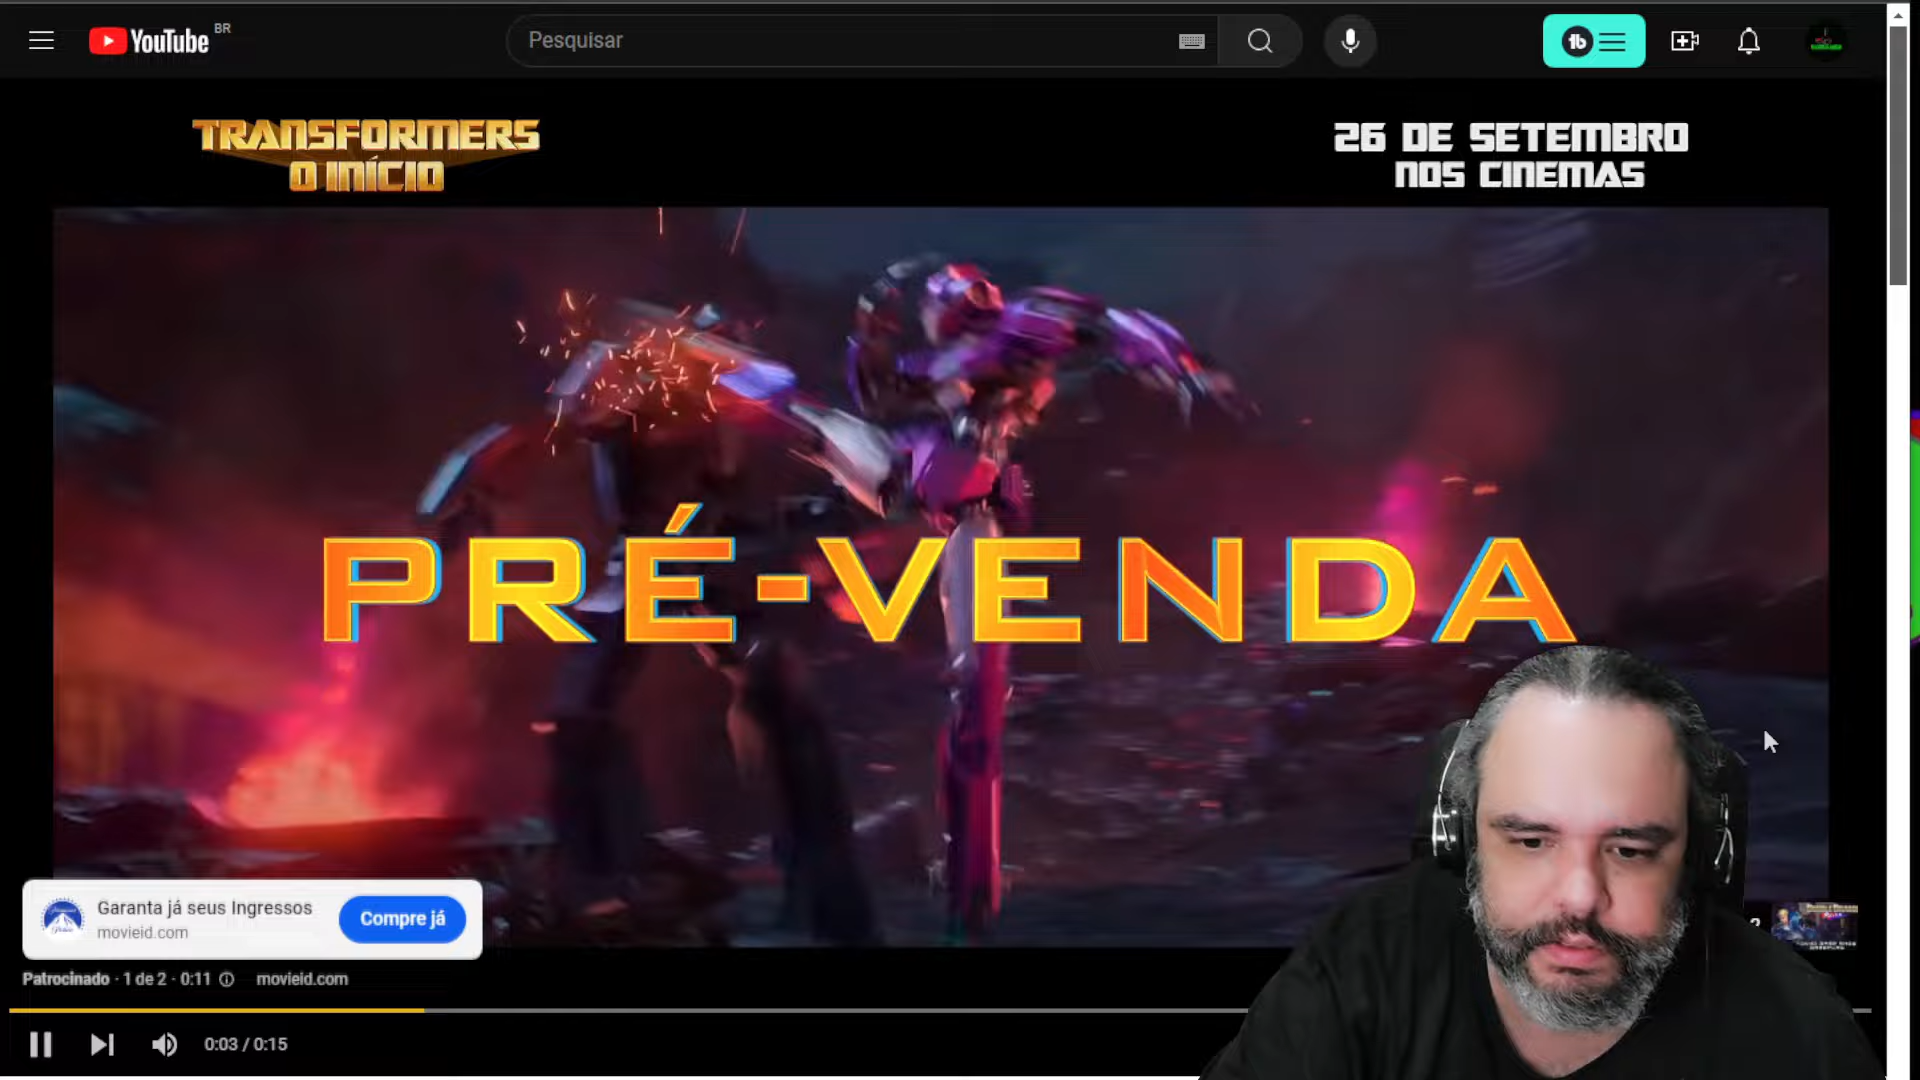 YouTube BR
Pesquisar
TRANSFORMERS
O INÍCIO
26 DE SETEMBRO
NOS CINEMAS
PRÉ-VENDA
Garanta já seus Ingressos
movieid.com
Compre já
Patrocinado · 1 de 2 · 0:11
movieid.com
0:03 / 0:15